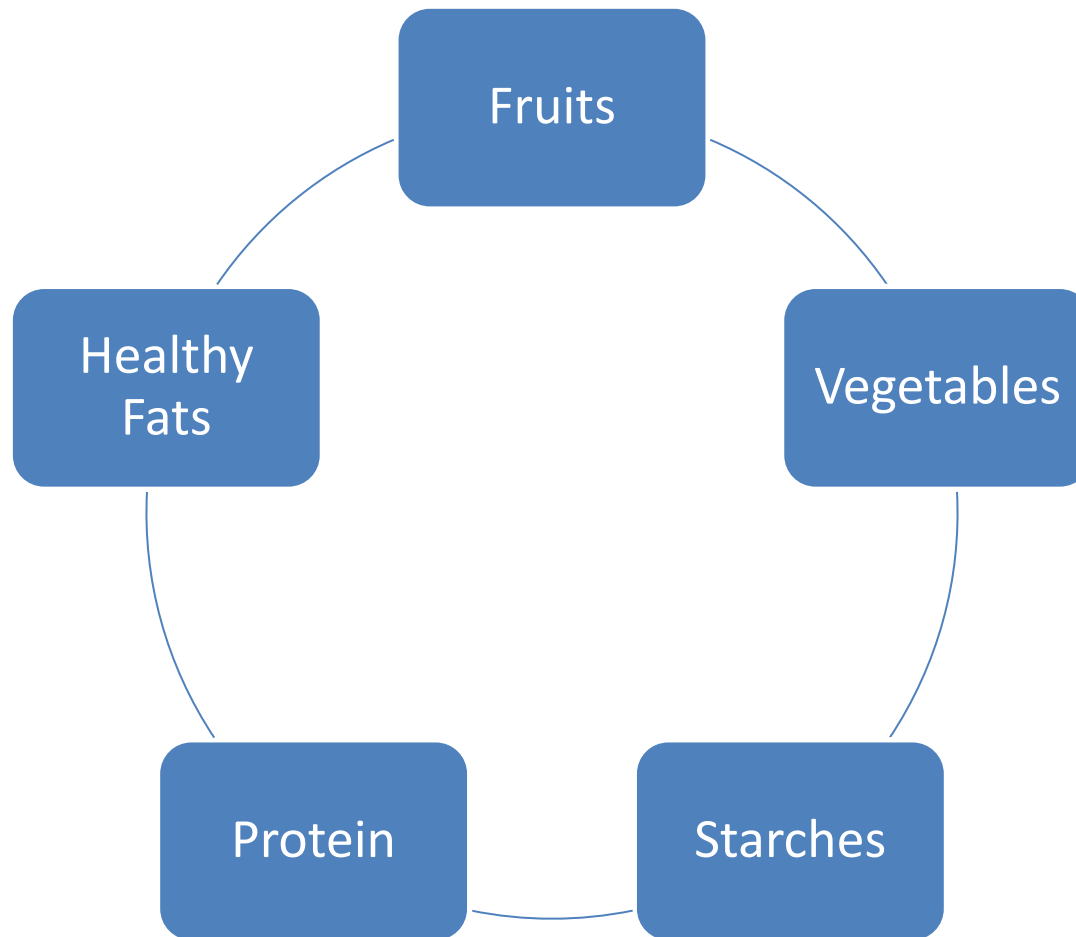 Fruits
Vegetables
Starches
Protein
Healthy
Fats